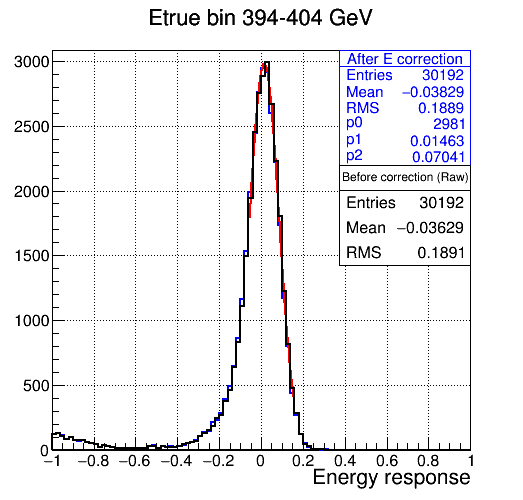 Etrue bin 394-404 GeV
After E correction
Entries 30192
Mean −0.03829
RMS 0.1889
p0 2981
p1 0.01463
p2 0.07041
Before correction (Raw)
Entries 30192
Mean −0.03629
RMS 0.1891
3000
2500
2000
1500
1000
500
0
−1 −0.8 −0.6 −0.4 −0.2 0 0.2 0.4 0.6 0.8 1
Energy response